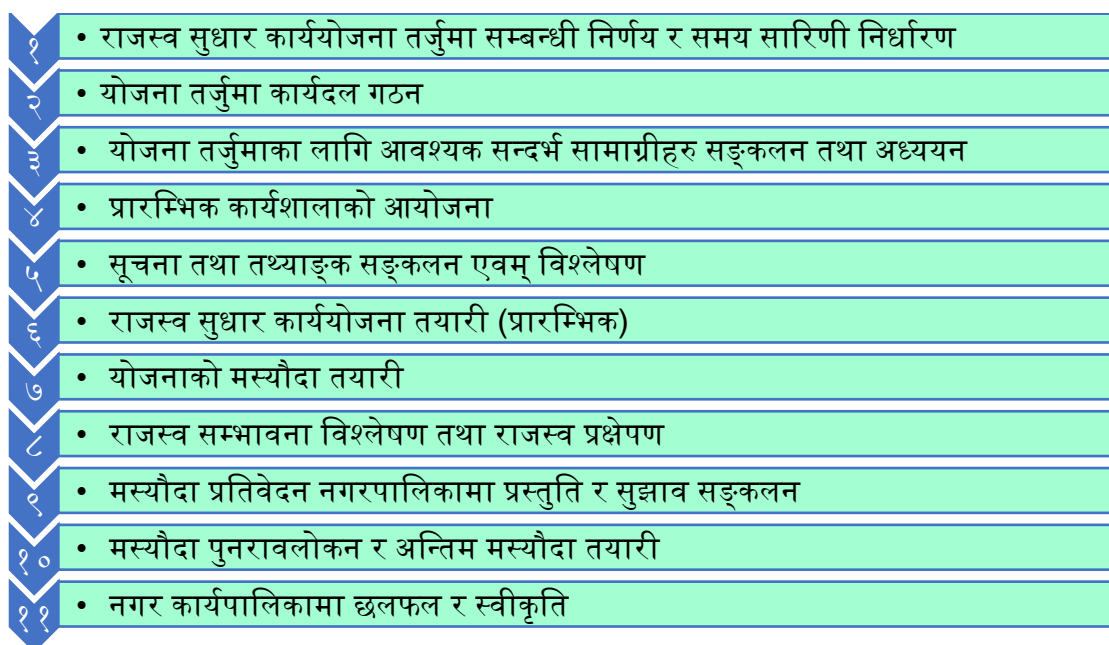 १ • राजस्व सुधार कार्ययोजना तर्जुमा सम्बन्धी निर्णय र समय सारिणी निर्धारण
२ • योजना तर्जुमा कार्यदल गठन
३ • योजना तर्जुमाका लागि आवश्यक सन्दर्भ सामाग्रीहरु सङ्कलन तथा अध्ययन
४ • प्रारम्भिक कार्यशालाको आयोजना
५ • सूचना तथा तथ्याङ्क सङ्कलन एवम् विश्लेषण
६ • राजस्व सुधार कार्ययोजना तयारी (प्रारम्भिक)
७ • योजनाको मस्यौदा तयारी
८ • राजस्व सम्भावना विश्लेषण तथा राजस्व प्रक्षेपण
९ • मस्यौदा प्रतिवेदन नगरपालिकामा प्रस्तुति र सुझाव सङ्कलन
१० • मस्यौदा पुनरावलोकन र अन्तिम मस्यौदा तयारी
११ • नगर कार्यपालिकामा छलफल र स्वीकृति